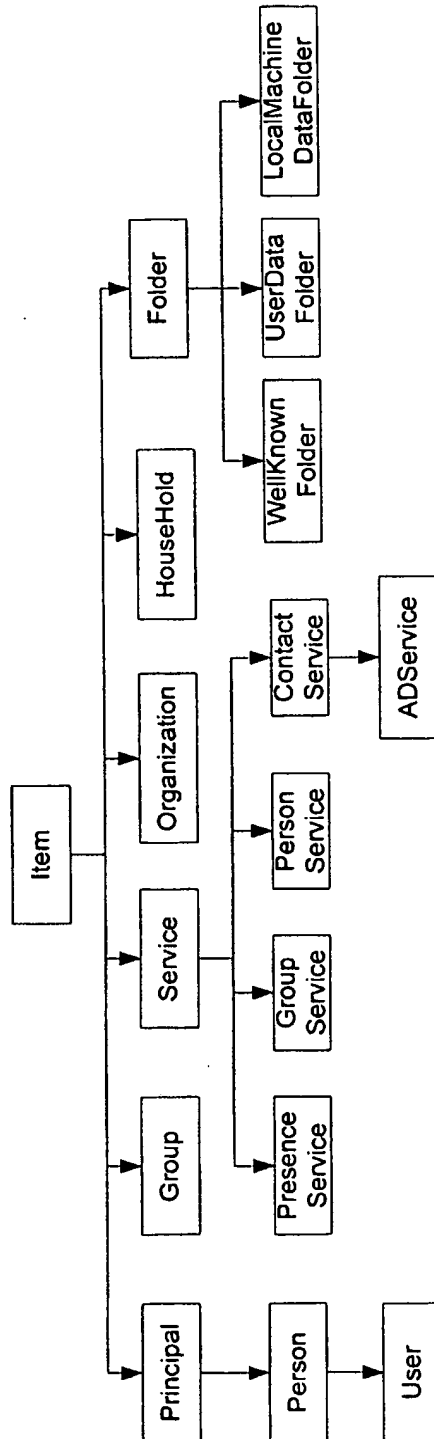 Item
Principal
Group
Service
Organization
HouseHold
Folder
Person
Presence
Service
Group
Service
Person
Service
Contact
Service
WellKnown
Folder
UserData
Folder
LocalMachine
DataFolder
User
ADService